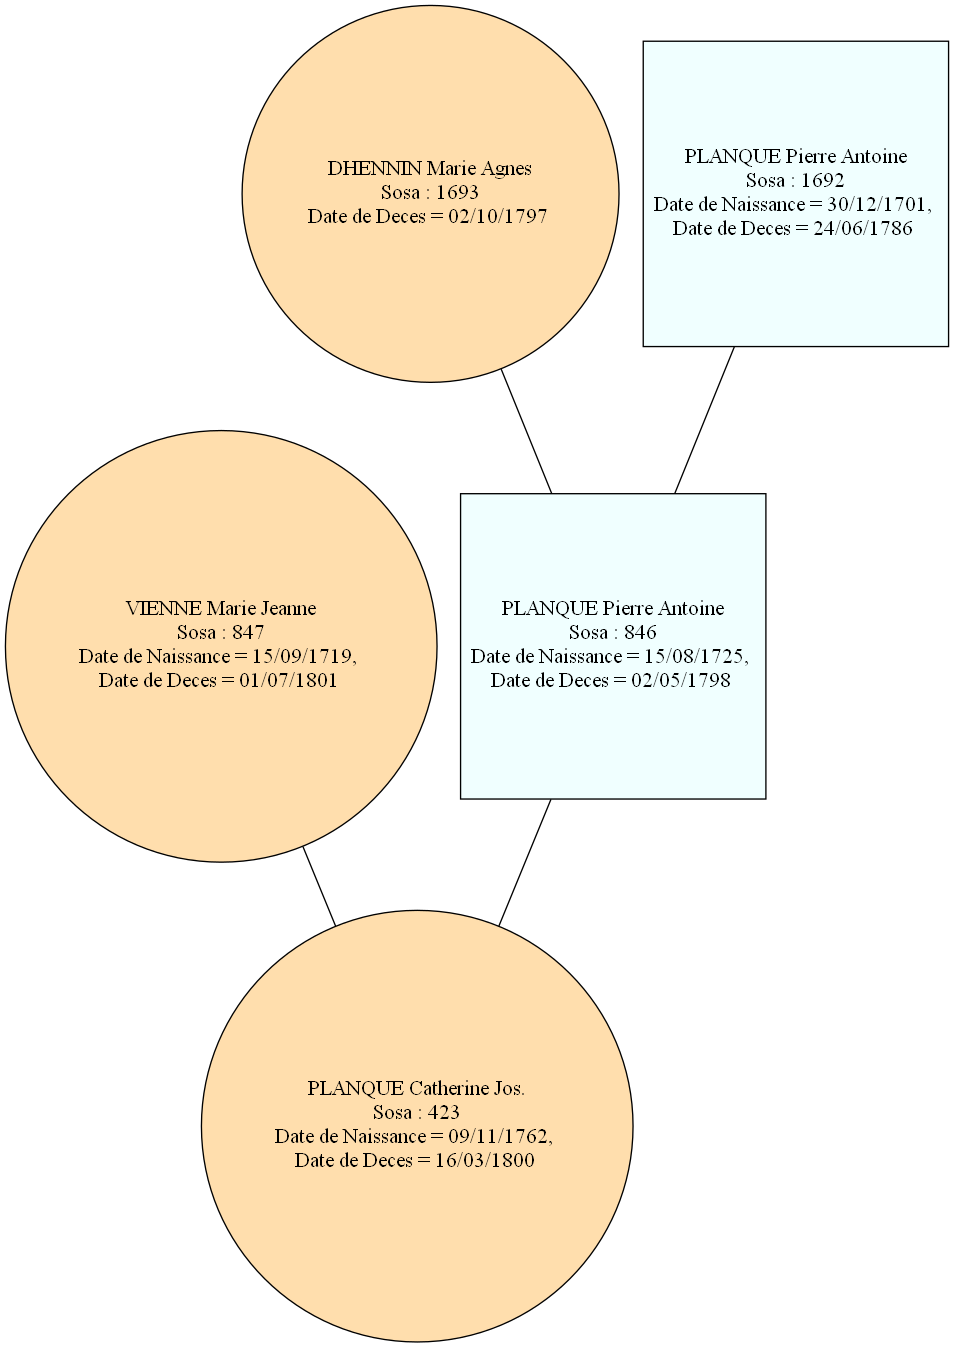 DHENNIN Marie Agnes
Sosa : 1693
Date de Deces = 02/10/1797
PLANQUE Pierre Antoine
Sosa : 1692
Date de Naissance = 30/12/1701,
Date de Deces = 24/06/1786
VIENNE Marie Jeanne
Sosa : 847
Date de Naissance = 15/09/1719,
Date de Deces = 01/07/1801
PLANQUE Pierre Antoine
Sosa : 846
Date de Naissance = 15/08/1725,
Date de Deces = 02/05/1798
PLANQUE Catherine Jos.
Sosa : 423
Date de Naissance = 09/11/1762,
Date de Deces = 16/03/1800